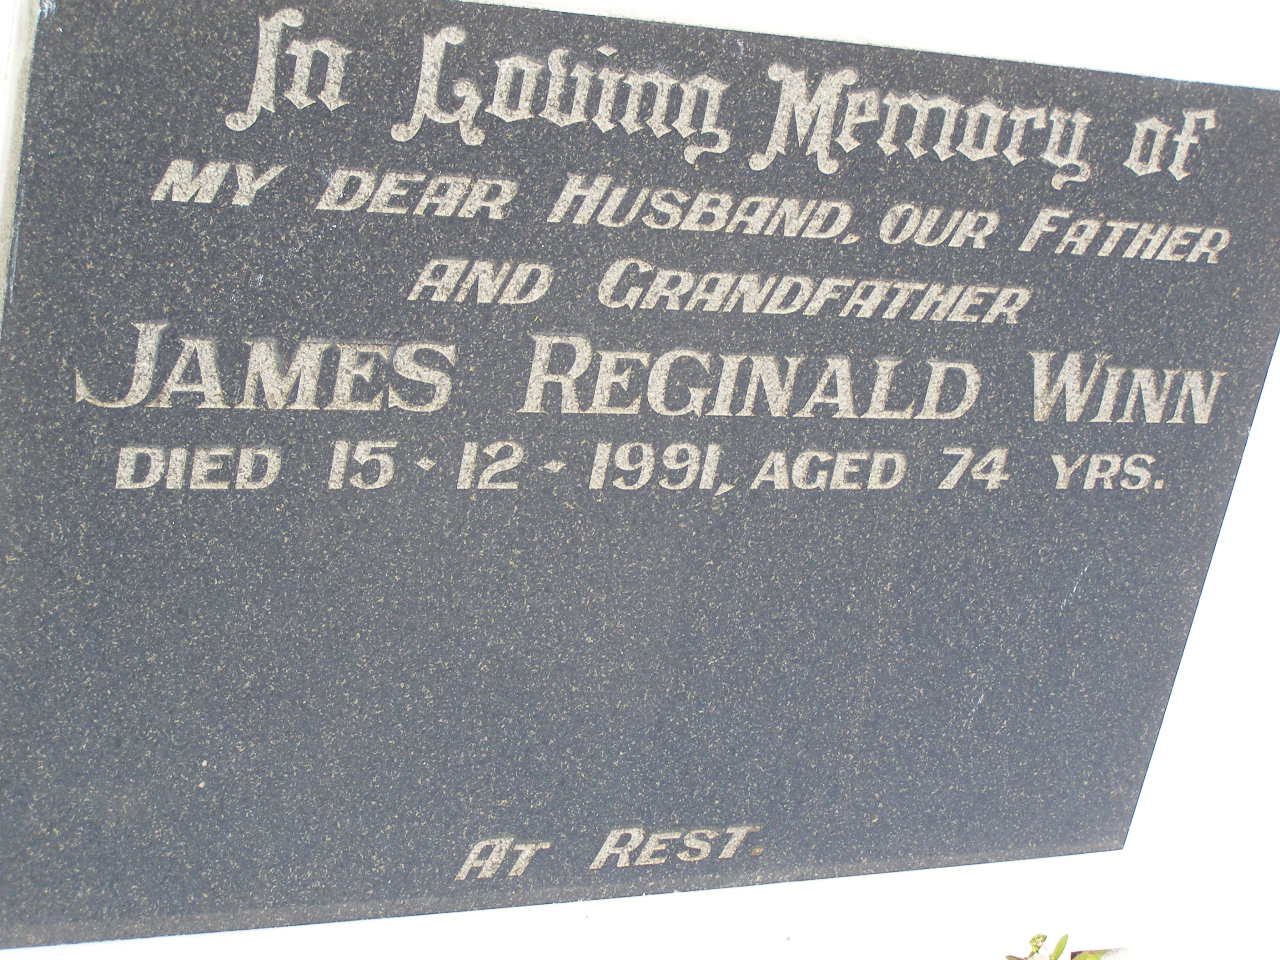 In Loving Memory of
MY DEAR HUSBAND, OUR FATHER
AND GRANDFATHER
JAMES REGINALD WINN
DIED 15 · 12 · 1991, AGED 74 YRS.
AT REST.